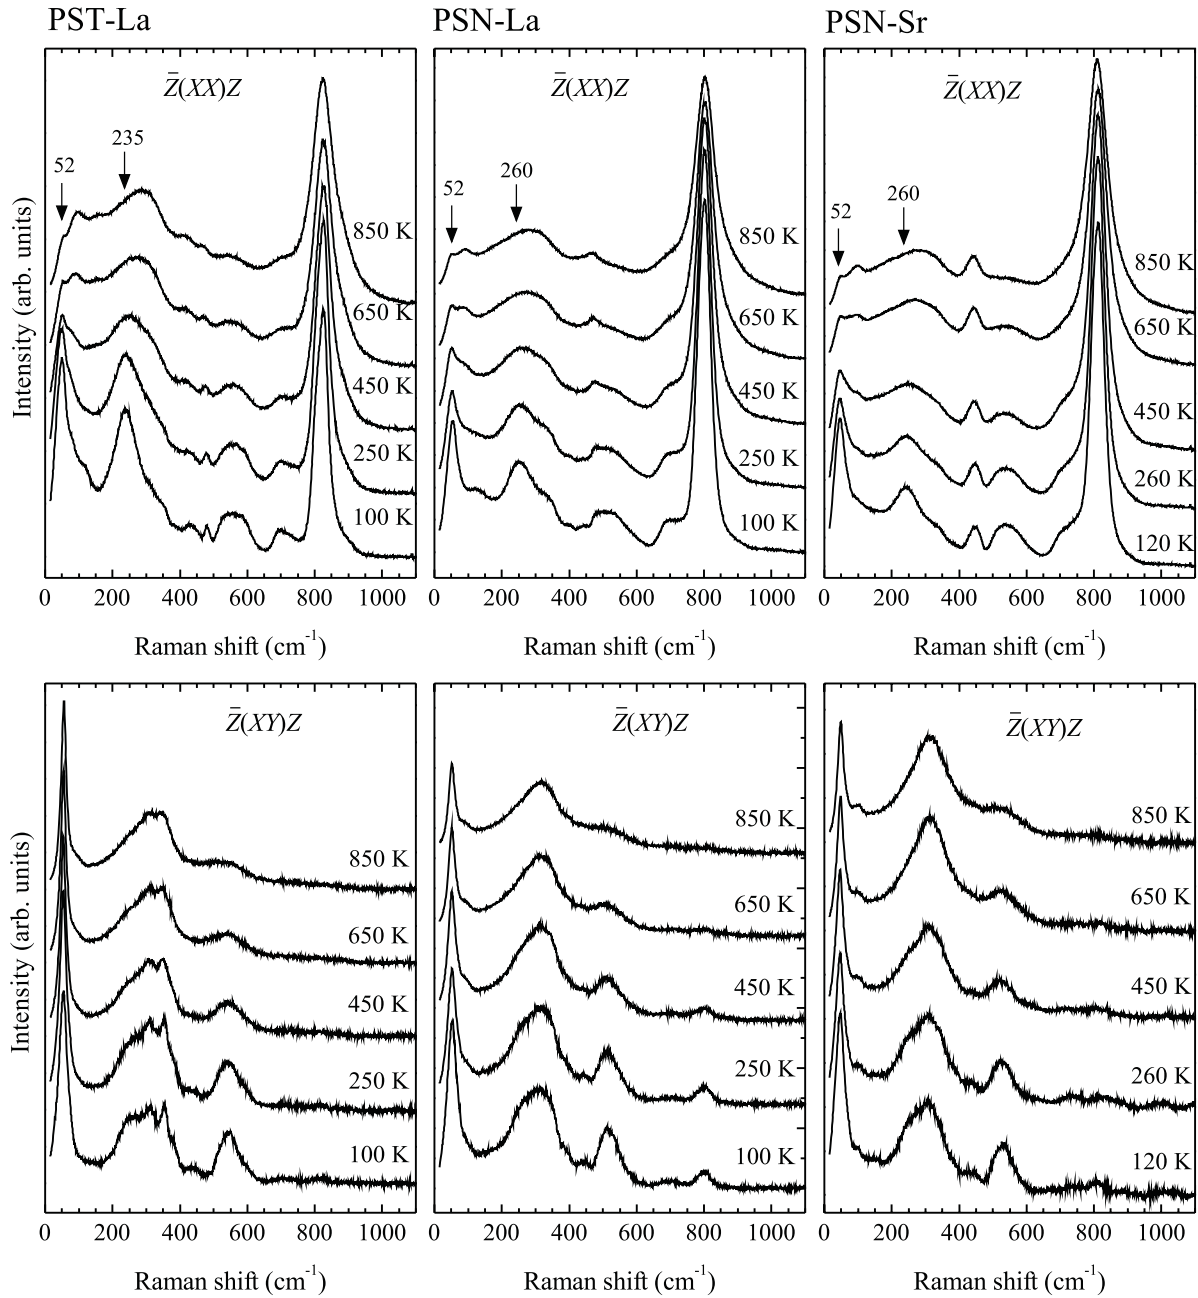 PST-La
PSN-La
PSN-Sr
Z̄(XX)Z
Z̄(XX)Z
Z̄(XX)Z
52
235
52
260
52
260
850 K
650 K
450 K
250 K
100 K
850 K
650 K
450 K
250 K
100 K
850 K
650 K
450 K
260 K
120 K
Intensity (arb. units)
0 200 400 600 800 1000
0 200 400 600 800 1000
0 200 400 600 800 1000
Raman shift (cm⁻¹)
Raman shift (cm⁻¹)
Raman shift (cm⁻¹)
Z̄(XY)Z
Z̄(XY)Z
Z̄(XY)Z
850 K
650 K
450 K
250 K
100 K
850 K
650 K
450 K
250 K
100 K
850 K
650 K
450 K
260 K
120 K
Intensity (arb. units)
0 200 400 600 800 1000
0 200 400 600 800 1000
0 200 400 600 800 1000
Raman shift (cm⁻¹)
Raman shift (cm⁻¹)
Raman shift (cm⁻¹)